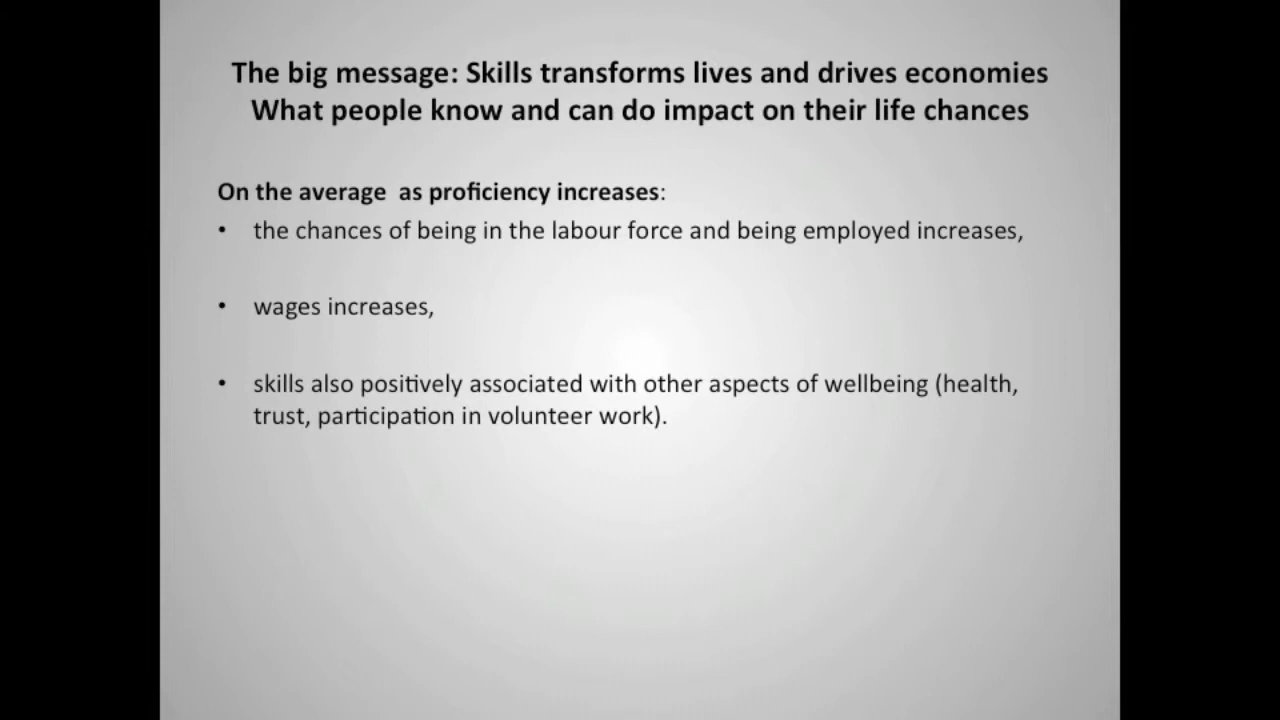 The big message: Skills transforms lives and drives economies
What people know and can do impact on their life chances
On the average  as proficiency increases:
• the chances of being in the labour force and being employed increases,
• wages increases,
• skills also positively associated with other aspects of wellbeing (health,
trust, participation in volunteer work).